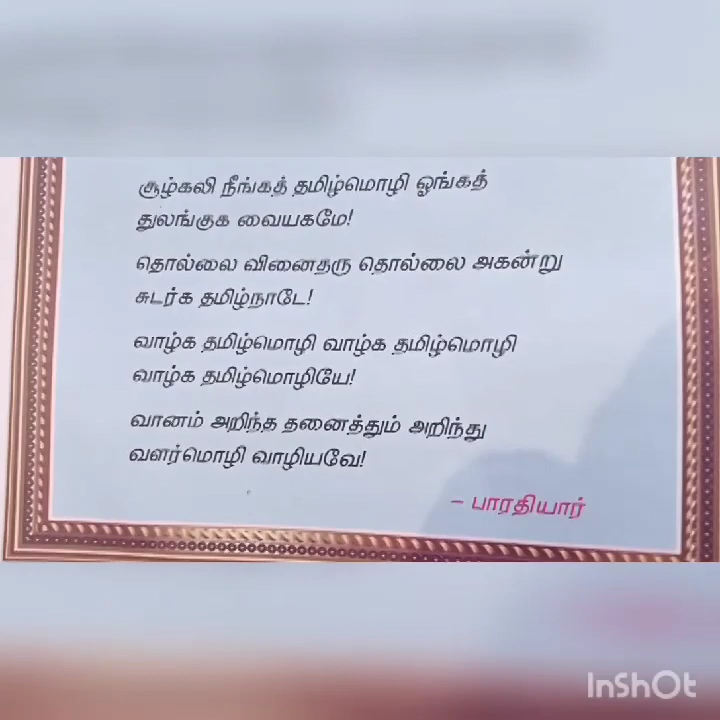 சூழ்கலி நீங்கத் தமிழ்மொழி ஓங்கத்
துலங்குக வையகமே!
தொல்லை வினைதரு தொல்லை அகன்று
சுடர்க தமிழ்நாடே!
வாழ்க தமிழ்மொழி வாழ்க தமிழ்மொழி
வாழ்க தமிழ்மொழியே!
வானம் அறிந்த தனைத்தும் அறிந்து
வளர்மொழி வாழியவே!
– பாரதியார்
InShOt